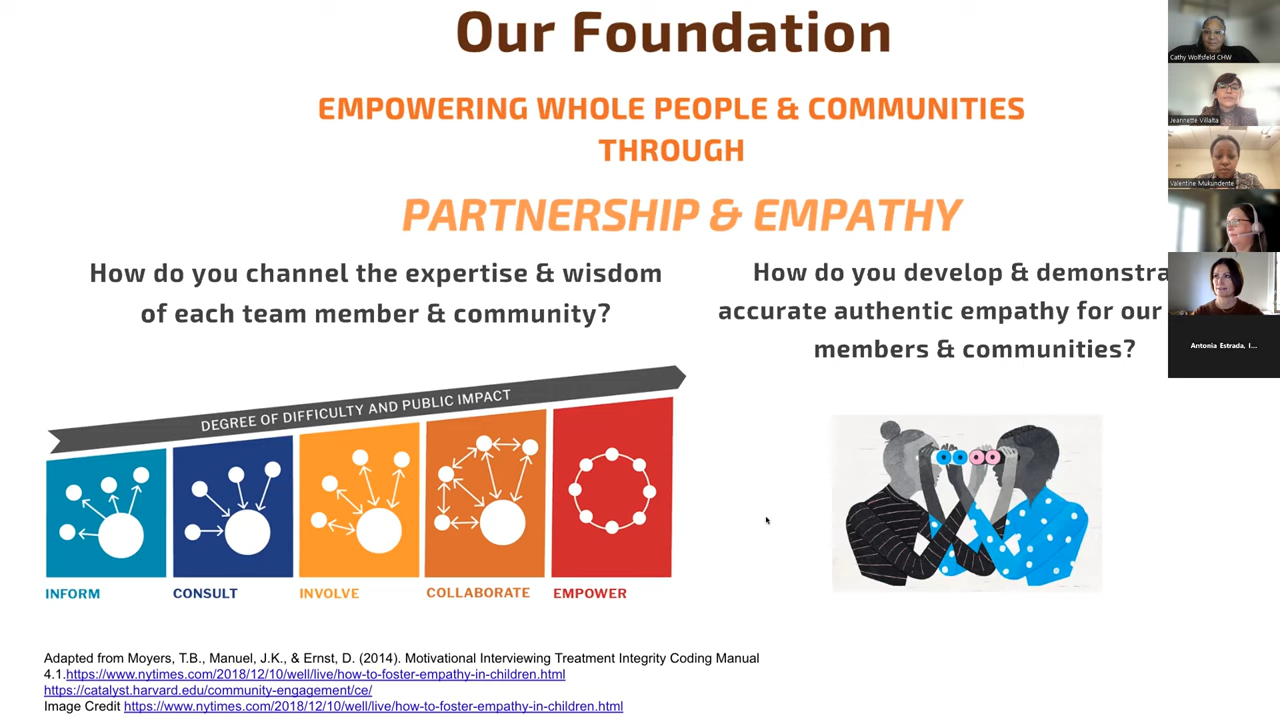 Our Foundation
EMPOWERING WHOLE PEOPLE & COMMUNITIES
THROUGH
PARTNERSHIP & EMPATHY
How do you channel the expertise & wisdom
of each team member & community?
How do you develop & demonstra
accurate authentic empathy for our
members & communities?
DEGREE OF DIFFICULTY AND PUBLIC IMPACT
INFORM
CONSULT
INVOLVE
COLLABORATE
EMPOWER
Adapted from Moyers, T.B., Manuel, J.K., & Ernst, D. (2014). Motivational Interviewing Treatment Integrity Coding Manual
4.1.https://www.nytimes.com/2018/12/10/well/live/how-to-foster-empathy-in-children.html
https://catalyst.harvard.edu/community-engagement/ce/
Image Credit https://www.nytimes.com/2018/12/10/well/live/how-to-foster-empathy-in-children.html
Cathy Wolfsfeld CHW
Jeannette Villalta
Valentine Mukundente
Antonia Estrada, I...